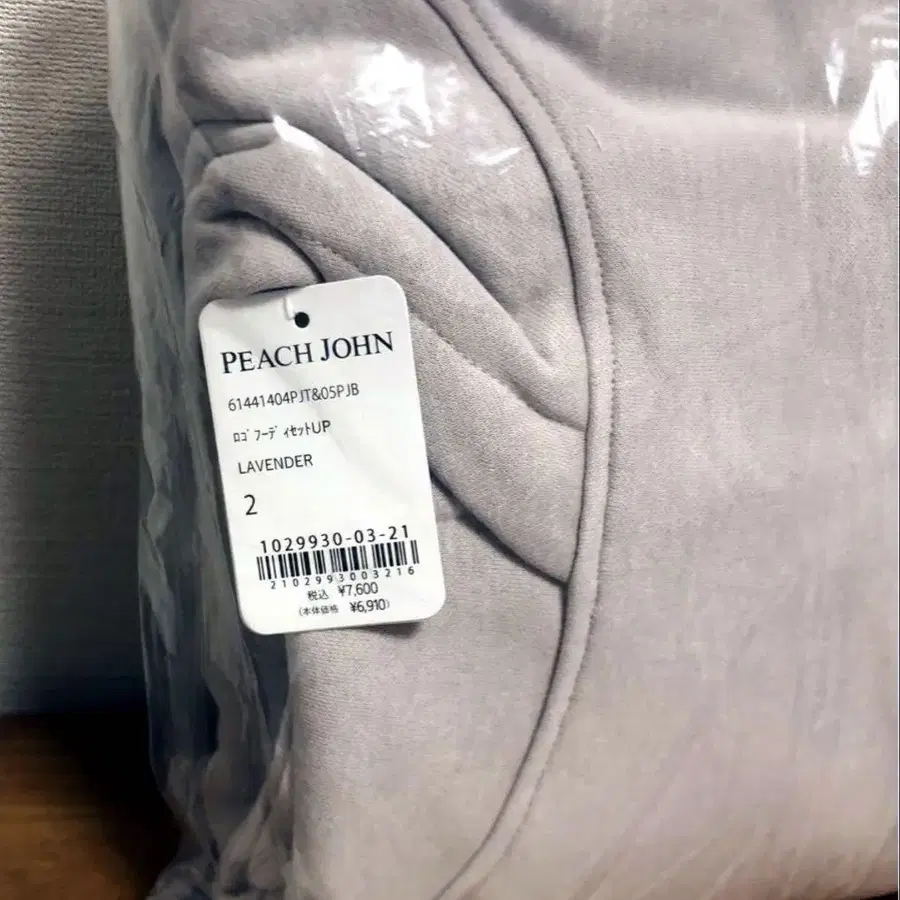 PEACH JOHN
61441404PJT&05PJB
ﾛｺﾞﾌｰﾃﾞｨｾｯﾄUP
LAVENDER
2
1029930-03-21
2102993003216
税込 ¥7,600
(本体価格 ¥6,910)